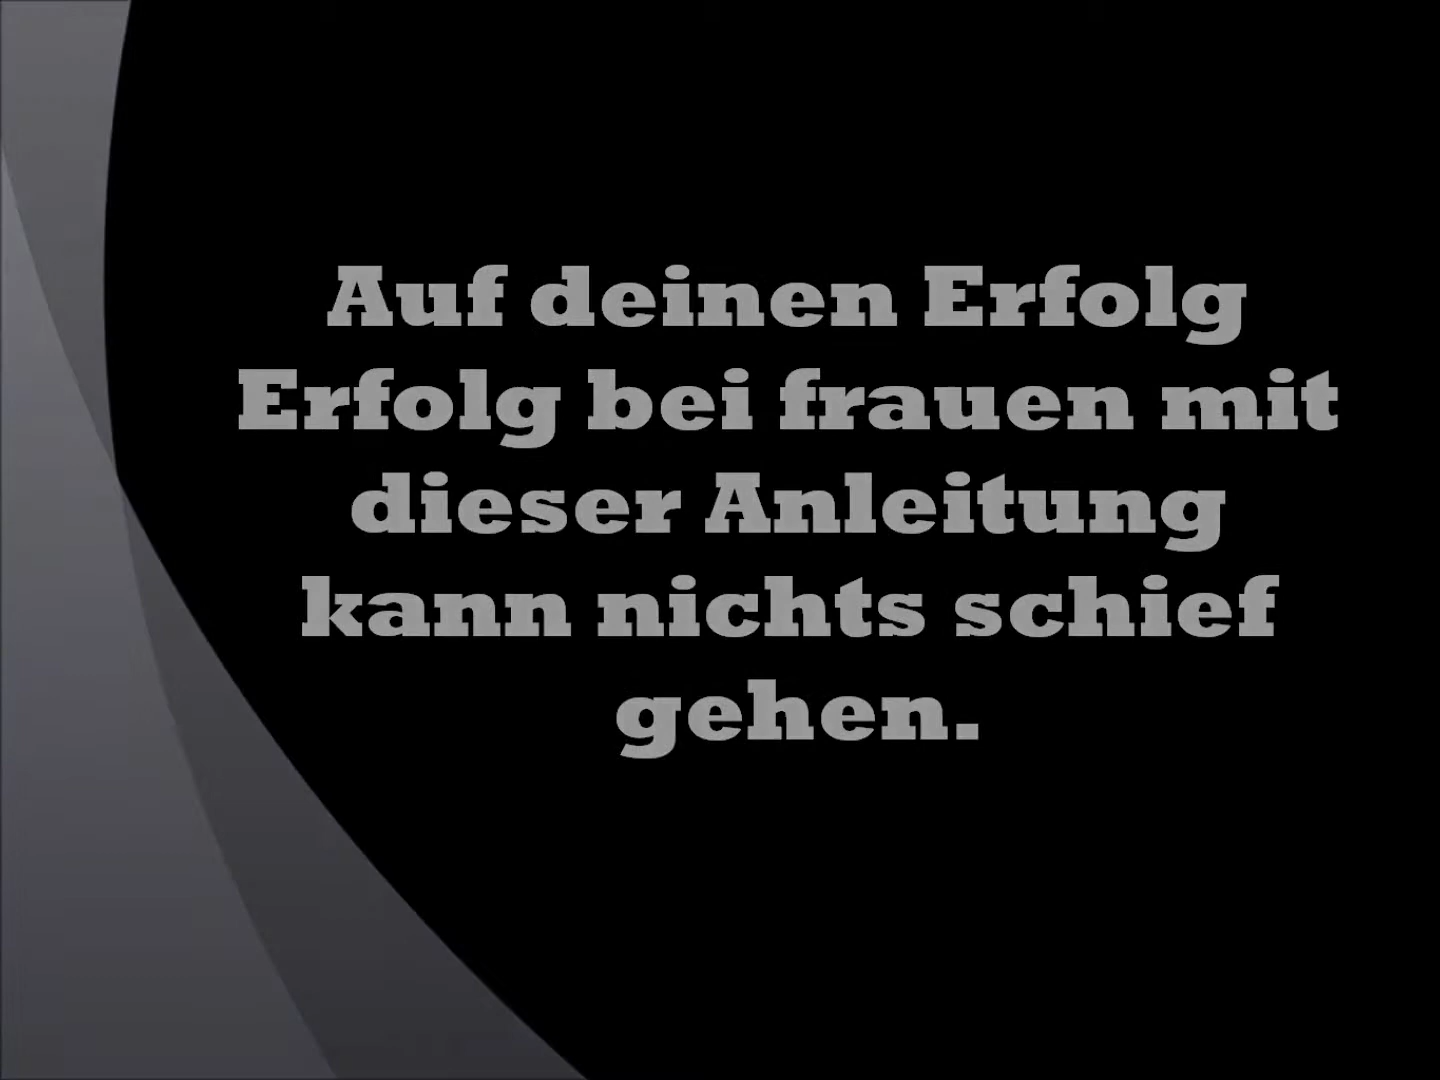 Auf deinen Erfolg
Erfolg bei frauen mit
dieser Anleitung
kann nichts schief
gehen.